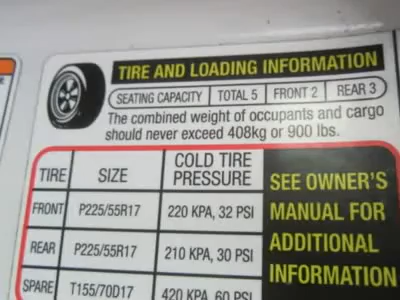 TIRE AND LOADING INFORMATION
SEATING CAPACITY TOTAL 5 FRONT 2 REAR 3
The combined weight of occupants and cargo
should never exceed 408kg or 900 lbs.
TIRE SIZE COLD TIRE PRESSURE
FRONT P225/55R17 220 KPA, 32 PSI
REAR P225/55R17 210 KPA, 30 PSI
SPARE T155/70D17 420 KPA, 60 PSI
SEE OWNER'S
MANUAL FOR
ADDITIONAL
INFORMATION